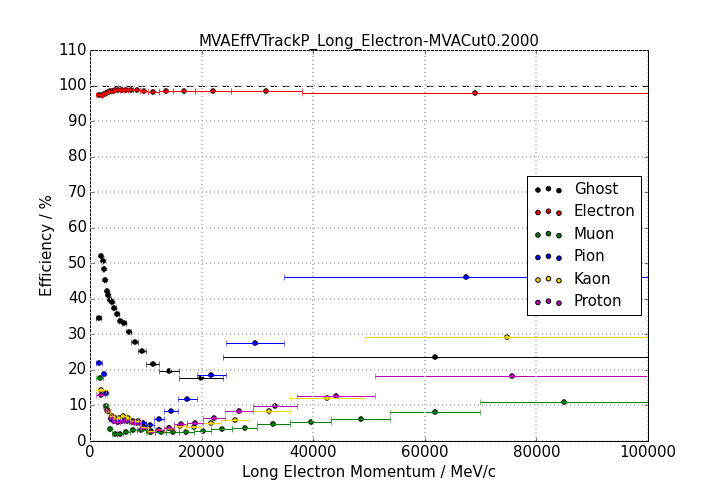 MVAEffVTrackP_Long_Electron-MVACut0.2000
110
100
90
80
70
60
50
40
30
20
10
0
Efficiency / %
Ghost
Electron
Muon
Pion
Kaon
Proton
0 20000 40000 60000 80000 100000
Long Electron Momentum / MeV/c